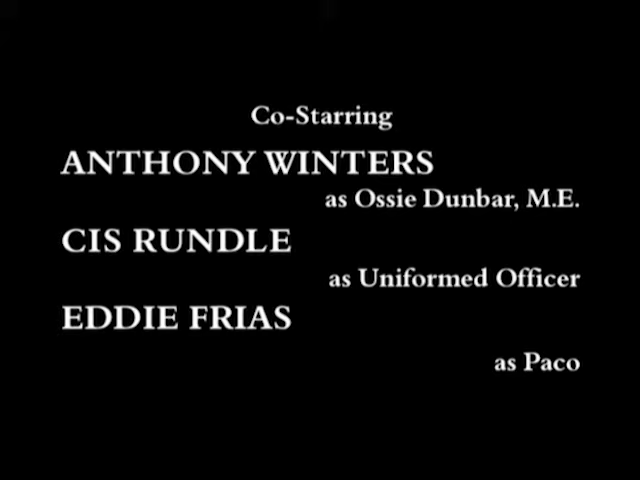 Co-Starring
ANTHONY WINTERS
as Ossie Dunbar, M.E.
CIS RUNDLE
as Uniformed Officer
EDDIE FRIAS
as Paco